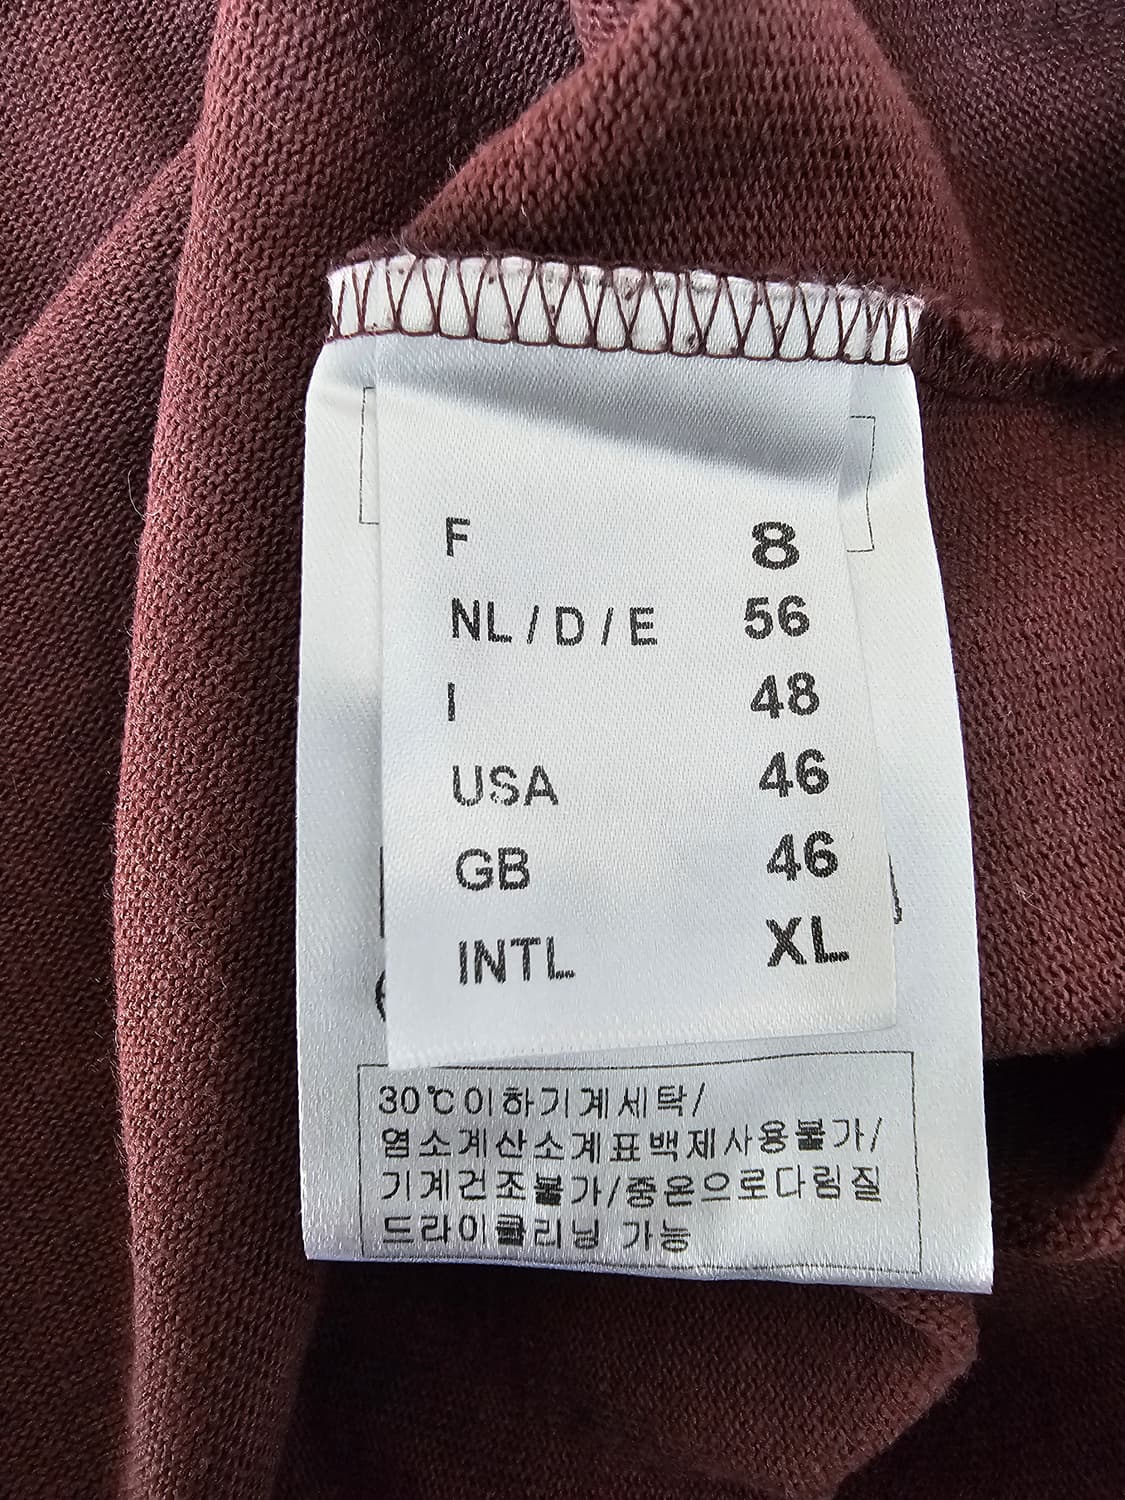 F 8
NL / D / E 56
I 48
USA 46
GB 46
INTL XL
30℃이하기계세탁/
염소계산소계표백제사용불가/
기계건조불가/중온으로다림질
드라이클리닝 가능